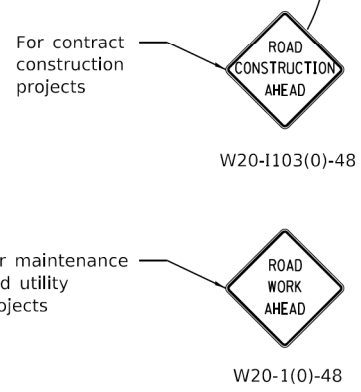 For contract
construction
projects
ROAD
CONSTRUCTION
AHEAD
W20-I103(0)-48
r maintenance
d utility
ojects
ROAD
WORK
AHEAD
W20-1(0)-48